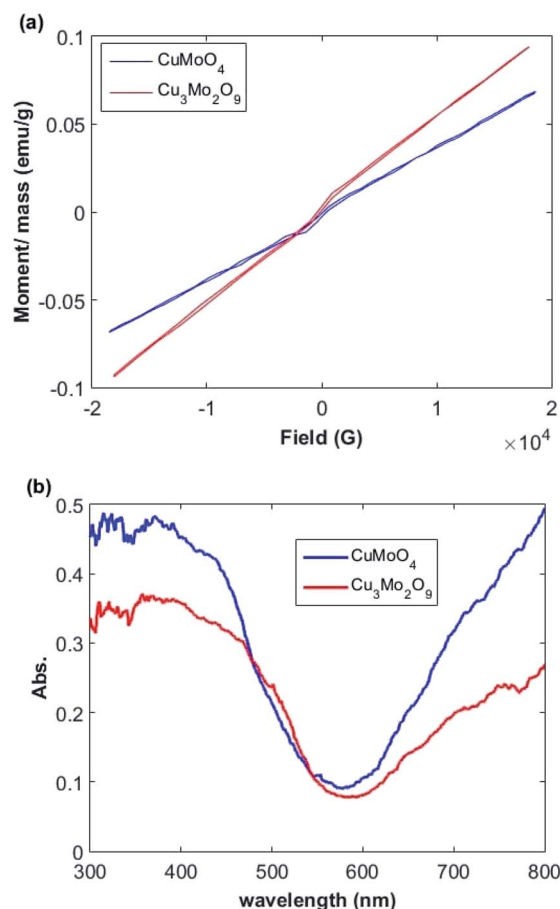 (a)
0.1
CuMoO₄
Cu₃Mo₂O₉
0.05
0
-0.05
-0.1
Moment/ mass (emu/g)
-2 -1 0 1 2
Field (G)
×10⁴
(b)
0.5
CuMoO₄
Cu₃Mo₂O₉
0.4
0.3
0.2
0.1
0
Abs.
300 400 500 600 700 800
wavelength (nm)